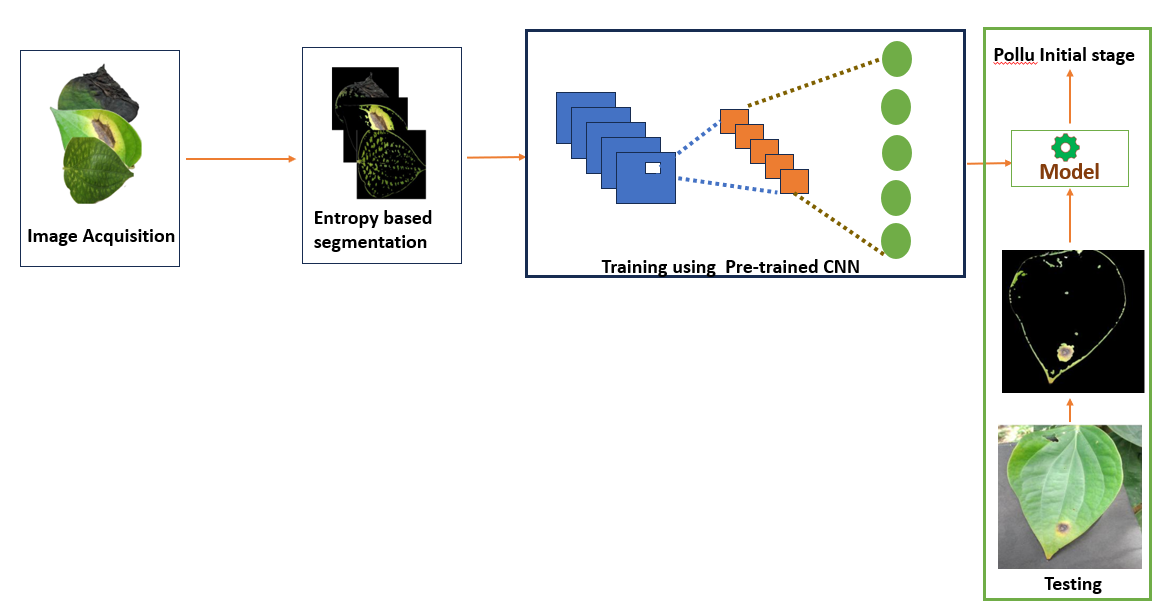 Image Acquisition
Entropy based
segmentation
Training using Pre-trained CNN
Pollu Initial stage
Model
Testing